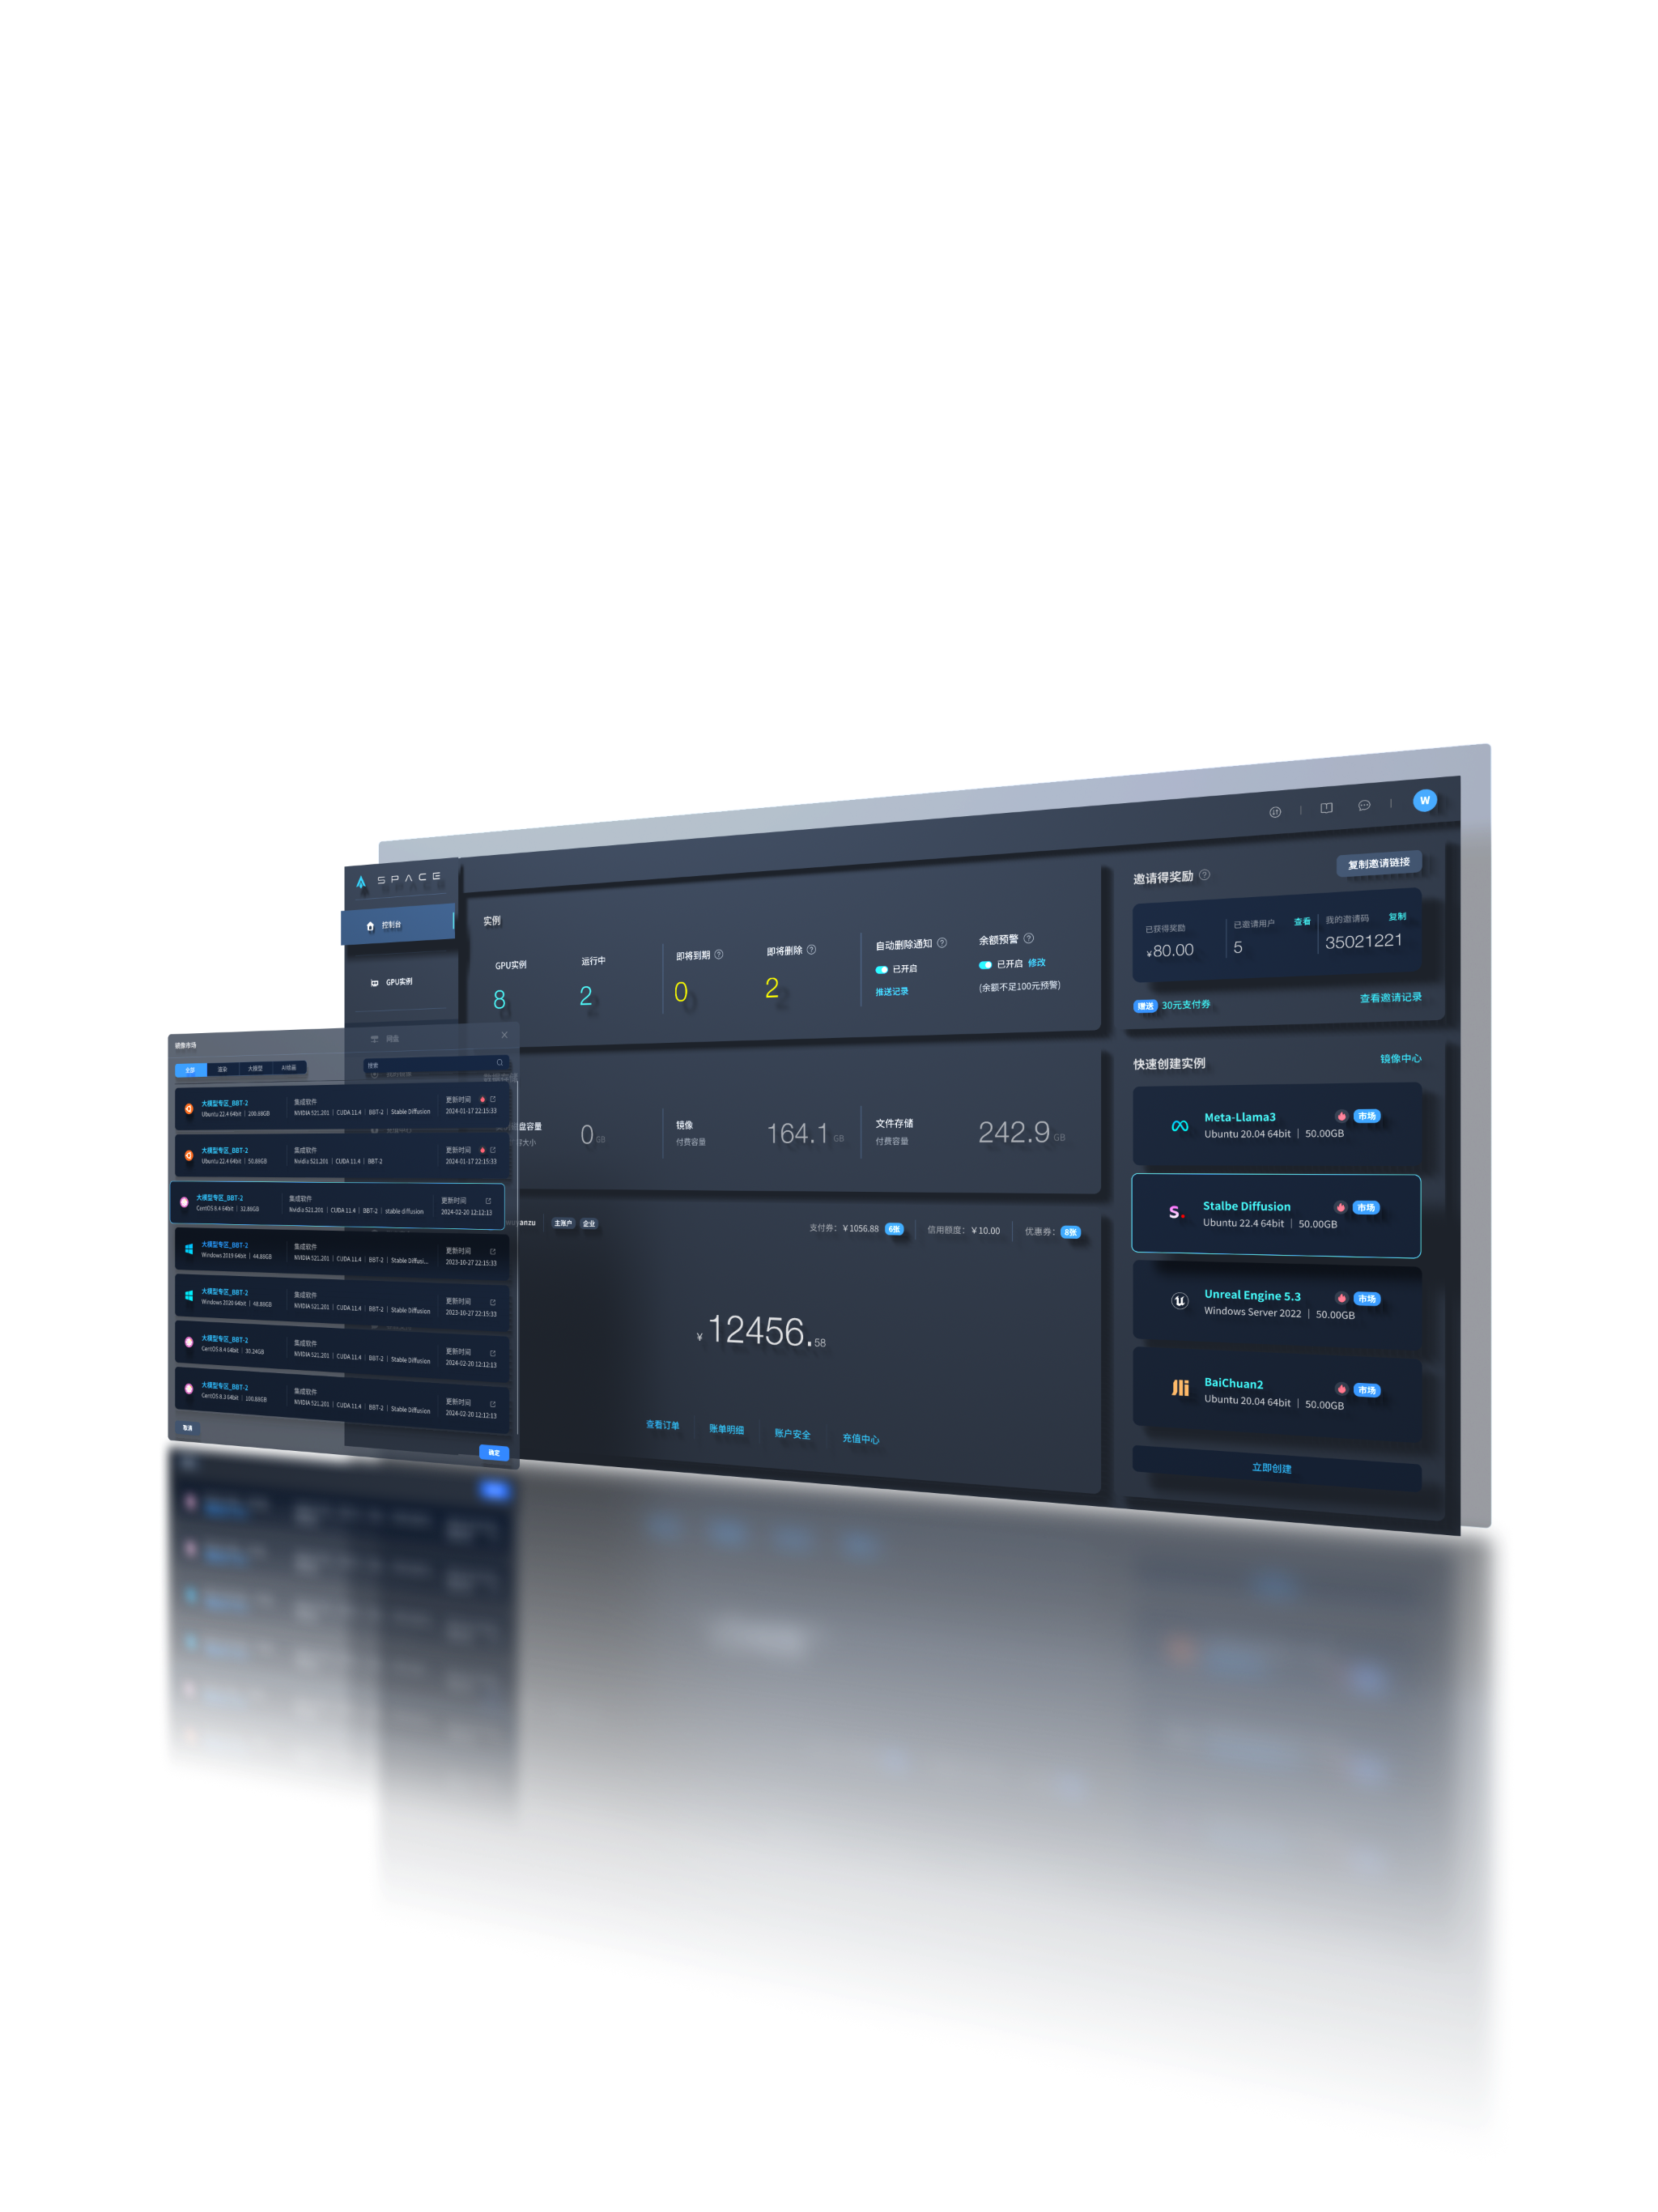 W
SPACE
控制台
GPU实例
网盘
实例
GPU实例
8
运行中
2
即将到期
0
即将删除
2
自动删除通知
已开启
推送记录
余额预警
已开启 修改
(余额不足100元预警)
数据存储
盘容量
0 GB
镜像
付费容量
164.1 GB
文件存储
付费容量
242.9 GB
anzu
主账户 企业
支付券: ¥1056.88 6张
信用额度: ¥10.00
优惠券: 8张
¥12456.58
查看订单
账单明细
账户安全
充值中心
邀请得奖励
复制邀请链接
已获得奖励
¥80.00
已邀请用户 查看
5
我的邀请码 复制
35021221
赠送 30元支付券
查看邀请记录
快速创建实例
镜像中心
Meta-Llama3 市场
Ubuntu 20.04 64bit | 50.00GB
S.
Stalbe Diffusion 市场
Ubuntu 22.4 64bit | 50.00GB
Unreal Engine 5.3 市场
Windows Server 2022 | 50.00GB
BaiChuan2 市场
Ubuntu 20.04 64bit | 50.00GB
立即创建
镜像市场
全部 渲染 大模型 AI绘画
搜索
大模型专区_BBT-2 集成软件 更新时间
Ubuntu 22.4 64bit | 200.88GB NVIDIA 521.201 | CUDA 11.4 | BBT-2 | Stable Diffusion 2024-01-17 22:15:33
大模型专区_BBT-2 集成软件 更新时间
Ubuntu 22.4 64bit | 50.88GB Nvidia 521.201 | CUDA 11.4 | BBT-2 2024-01-17 22:15:33
大模型专区_BBT-2 集成软件 更新时间
CentOS 8.4 64bit | 32.88GB Nvidia 521.201 | CUDA 11.4 | BBT-2 | stable diffusion 2024-02-20 12:12:13
大模型专区_BBT-2 集成软件 更新时间
Windows 2019 64bit | 44.88GB NVIDIA 521.201 | CUDA 11.4 | BBT-2 | Stable Diffusi... 2023-10-27 22:15:33
大模型专区_BBT-2 集成软件 更新时间
Windows 2020 64bit | 48.88GB NVIDIA 521.201 | CUDA 11.4 | BBT-2 | Stable Diffusion 2023-10-27 22:15:33
大模型专区_BBT-2 集成软件 更新时间
CentOS 8.4 64bit | 30.24GB NVIDIA 521.201 | CUDA 11.4 | BBT-2 | Stable Diffusion 2024-02-20 12:12:13
大模型专区_BBT-2 集成软件 更新时间
CentOS 8.3 64bit | 100.88GB NVIDIA 521.201 | CUDA 11.4 | BBT-2 | Stable Diffusion 2024-02-20 12:12:13
取消
确定